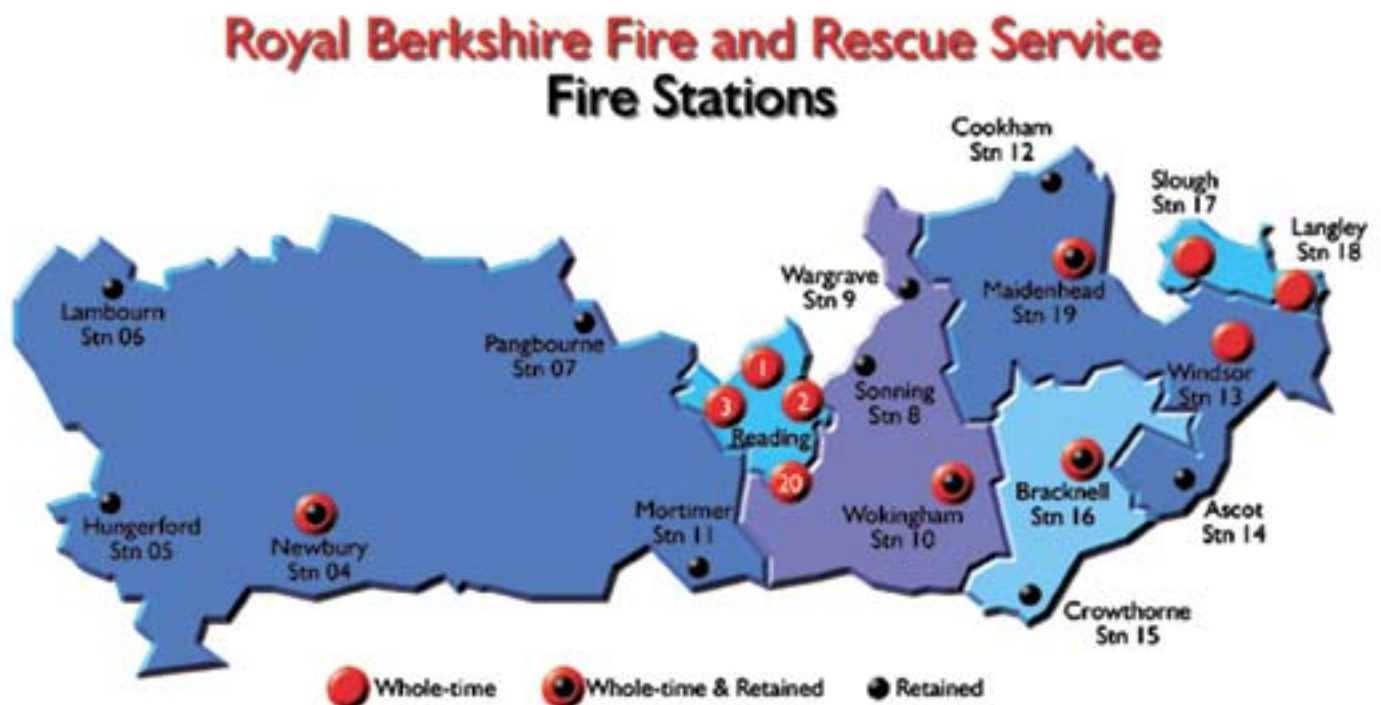 Royal Berkshire Fire and Rescue Service
Fire Stations
Cookham
Stn 12
Slough
Stn 17
Langley
Stn 18
Wargrave
Stn 9
Maidenhead
Stn 19
Lambourn
Stn 06
Pangbourne
Stn 07
1
3
2
Reading
20
Sonning
Stn 8
Windsor
Stn 13
Hungerford
Stn 05
Newbury
Stn 04
Mortimer
Stn 11
Wokingham
Stn 10
Bracknell
Stn 16
Ascot
Stn 14
Crowthorne
Stn 15
Whole-time
Whole-time & Retained
Retained